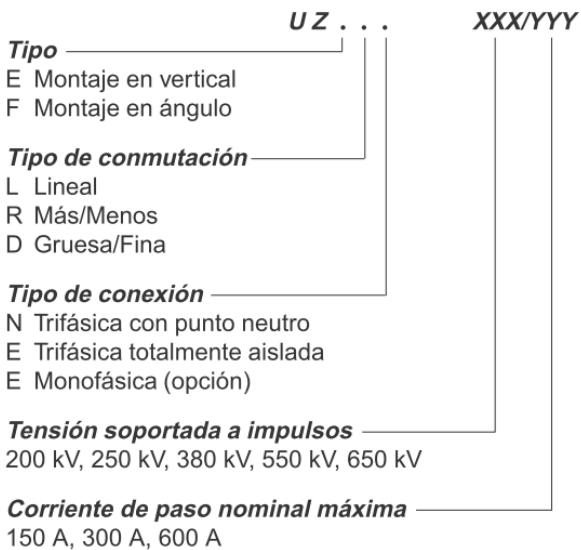 U Z . . . XXX/YYY
Tipo
E Montaje en vertical
F Montaje en ángulo
Tipo de conmutación
L Lineal
R Más/Menos
D Gruesa/Fina
Tipo de conexión
N Trifásica con punto neutro
E Trifásica totalmente aislada
E Monofásica (opción)
Tensión soportada a impulsos
200 kV, 250 kV, 380 kV, 550 kV, 650 kV
Corriente de paso nominal máxima
150 A, 300 A, 600 A